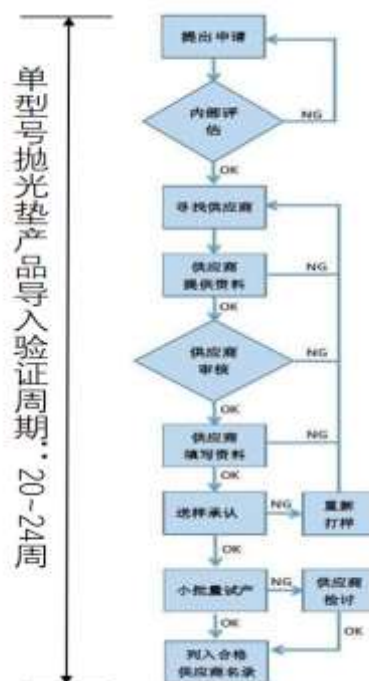 单型号抛光垫产品导入验证周期：20~24周
提出申请
内部评
估
NG
OK
寻找供应商
供应商
提供资料
NG
OK
供应商
审核
NG
OK
供应商
填写资料
NG
OK
送样承认
NG
重新
打样
OK
小批量试产
NG
供应商
检讨
OK
OK
列入合格
供应商名录